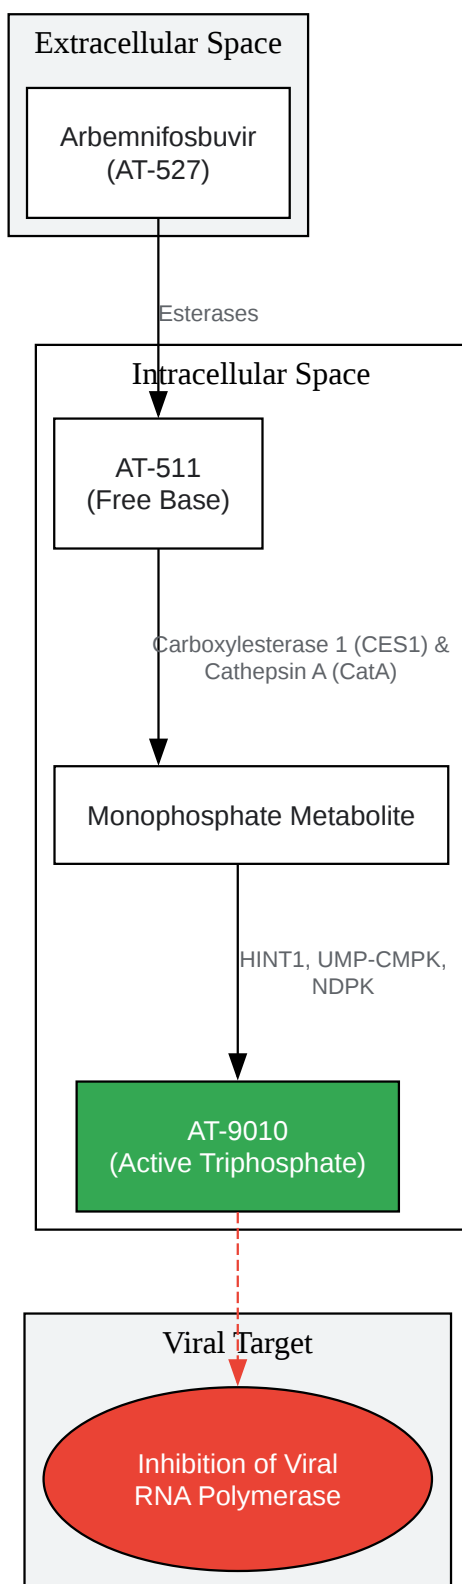 Extracellular Space
Arbemnifosbuvir
(AT-527)
Esterases
Intracellular Space
AT-511
(Free Base)
Carboxylesterase 1 (CES1) &
Cathepsin A (CatA)
Monophosphate Metabolite
HINT1, UMP-CMPK,
NDPK
AT-9010
(Active Triphosphate)
Viral Target
Inhibition of Viral
RNA Polymerase